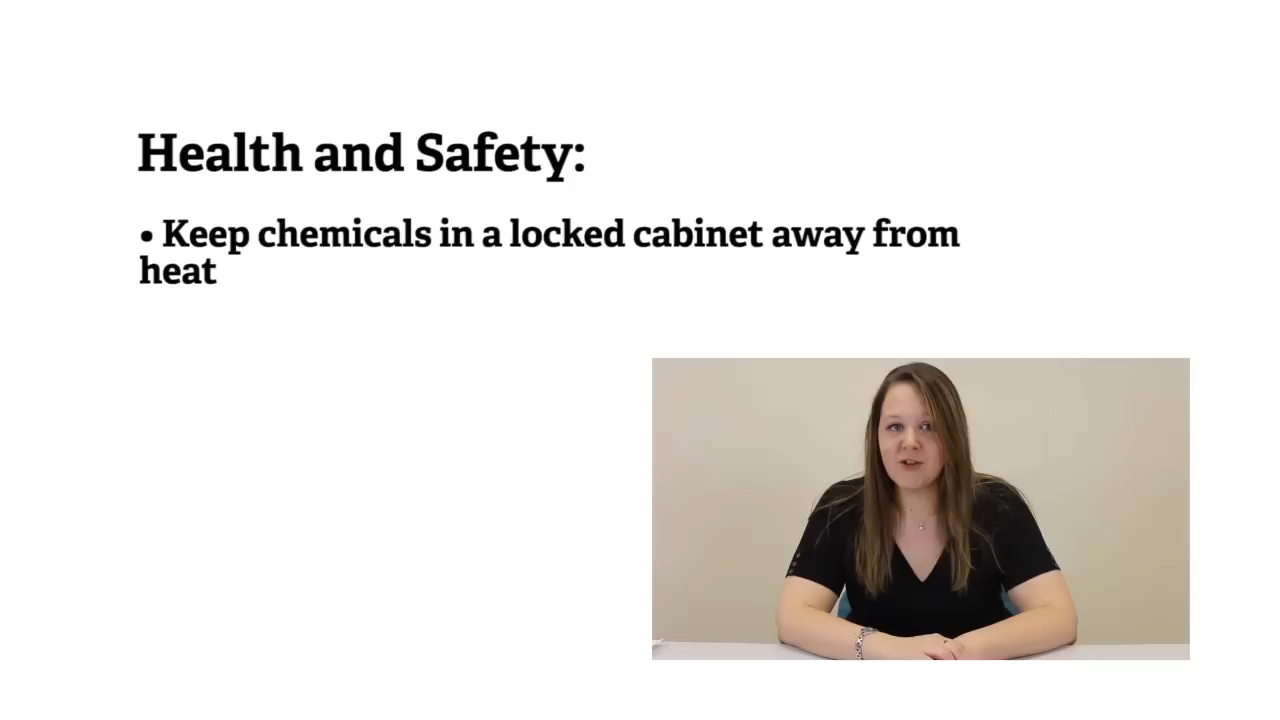 Health and Safety:
• Keep chemicals in a locked cabinet away from
heat